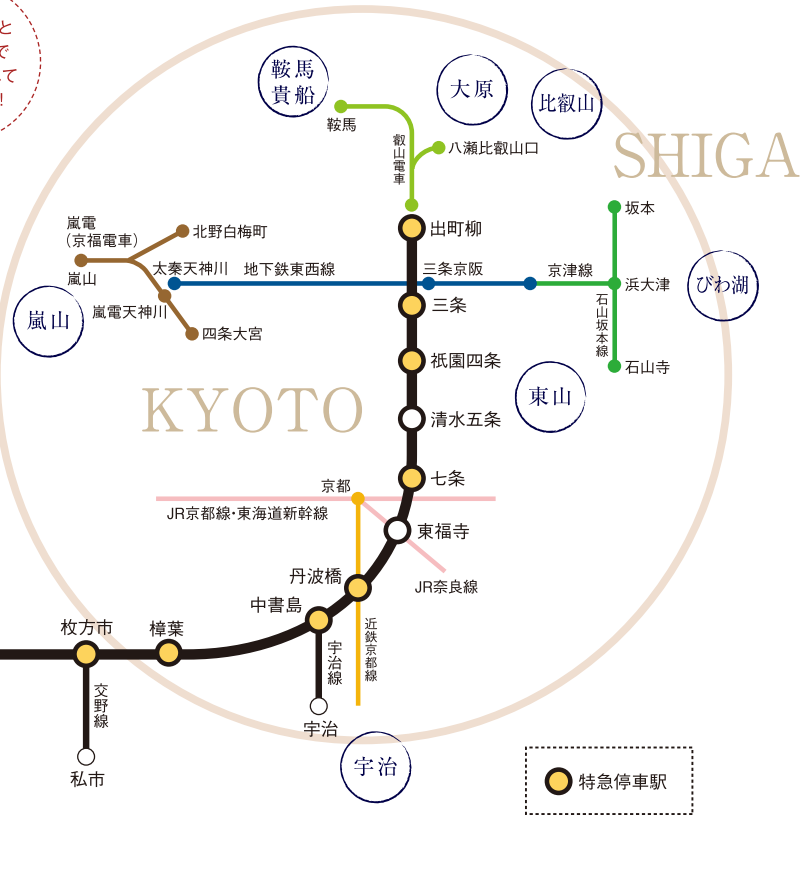 と
で
て
!
鞍馬
貴船
大原
比叡山
鞍馬
叡山電車
八瀬比叡山口
SHIGA
坂本
嵐電
(京福電車)
北野白梅町
出町柳
嵐山
太秦天神川
地下鉄東西線
三条京阪
京津線
浜大津
びわ湖
嵐電天神川
三条
石山坂本線
嵐山
四条大宮
祇園四条
石山寺
KYOTO
東山
清水五条
七条
京都
JR京都線・東海道新幹線
東福寺
丹波橋
JR奈良線
中書島
枚方市
樟葉
近鉄京都線
宇治線
交野線
宇治
宇治
私市
特急停車駅